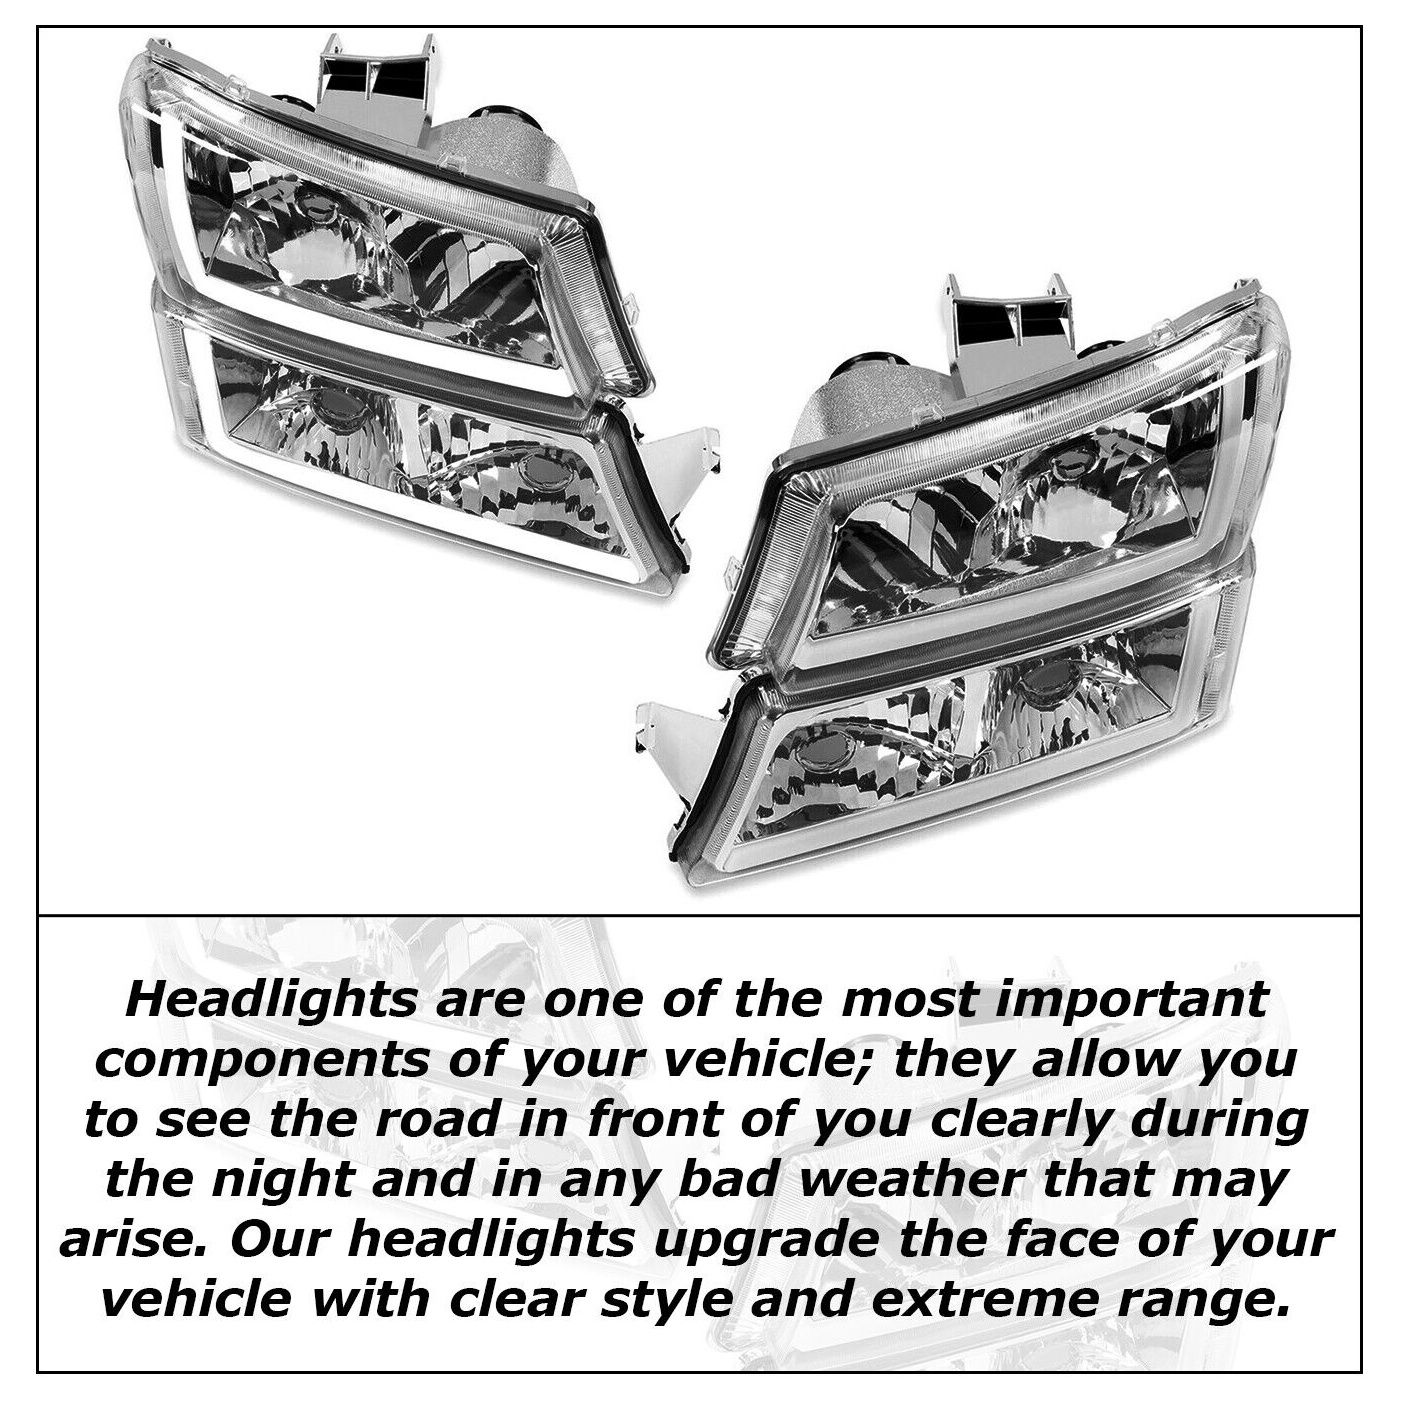 Headlights are one of the most important
components of your vehicle; they allow you
to see the road in front of you clearly during
the night and in any bad weather that may
arise. Our headlights upgrade the face of your
vehicle with clear style and extreme range.